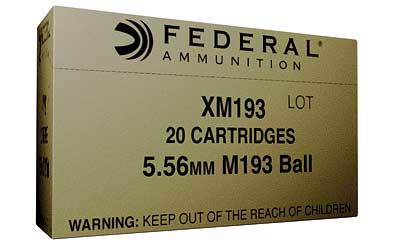 FEDERAL®
AMMUNITION
XM193 LOT
20 CARTRIDGES
5.56MM M193 Ball
WARNING: KEEP OUT OF THE REACH OF CHILDREN